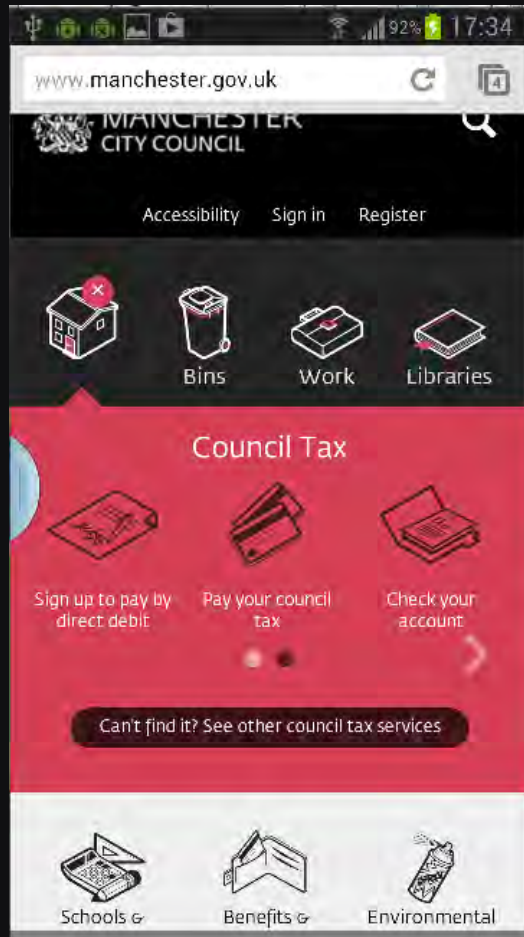 92% 17:34
www.manchester.gov.uk
4
MANCHESTER
CITY COUNCIL
Accessibility Sign in Register
Bins Work Libraries
Council Tax
Sign up to pay by Pay your council Check your
direct debit tax account
Can't find it? See other council tax services
Schools & Benefits & Environmental